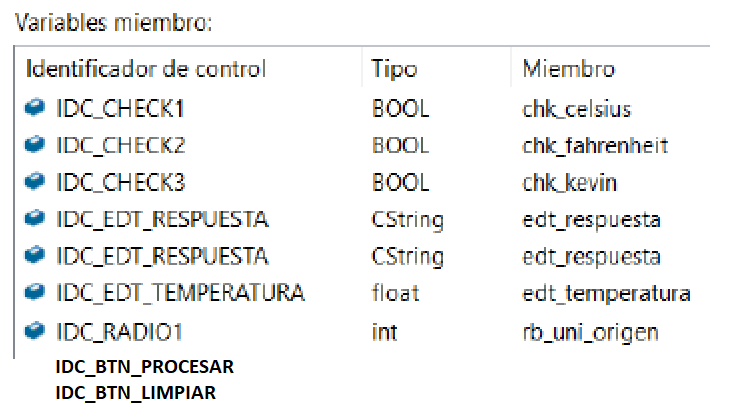 Variables miembro:
Identificador de control Tipo Miembro
IDC_CHECK1 BOOL chk_celsius
IDC_CHECK2 BOOL chk_fahrenheit
IDC_CHECK3 BOOL chk_kevin
IDC_EDT_RESPUESTA CString edt_respuesta
IDC_EDT_RESPUESTA CString edt_respuesta
IDC_EDT_TEMPERATURA float edt_temperatura
IDC_RADIO1 int rb_uni_origen
IDC_BTN_PROCESAR
IDC_BTN_LIMPIAR